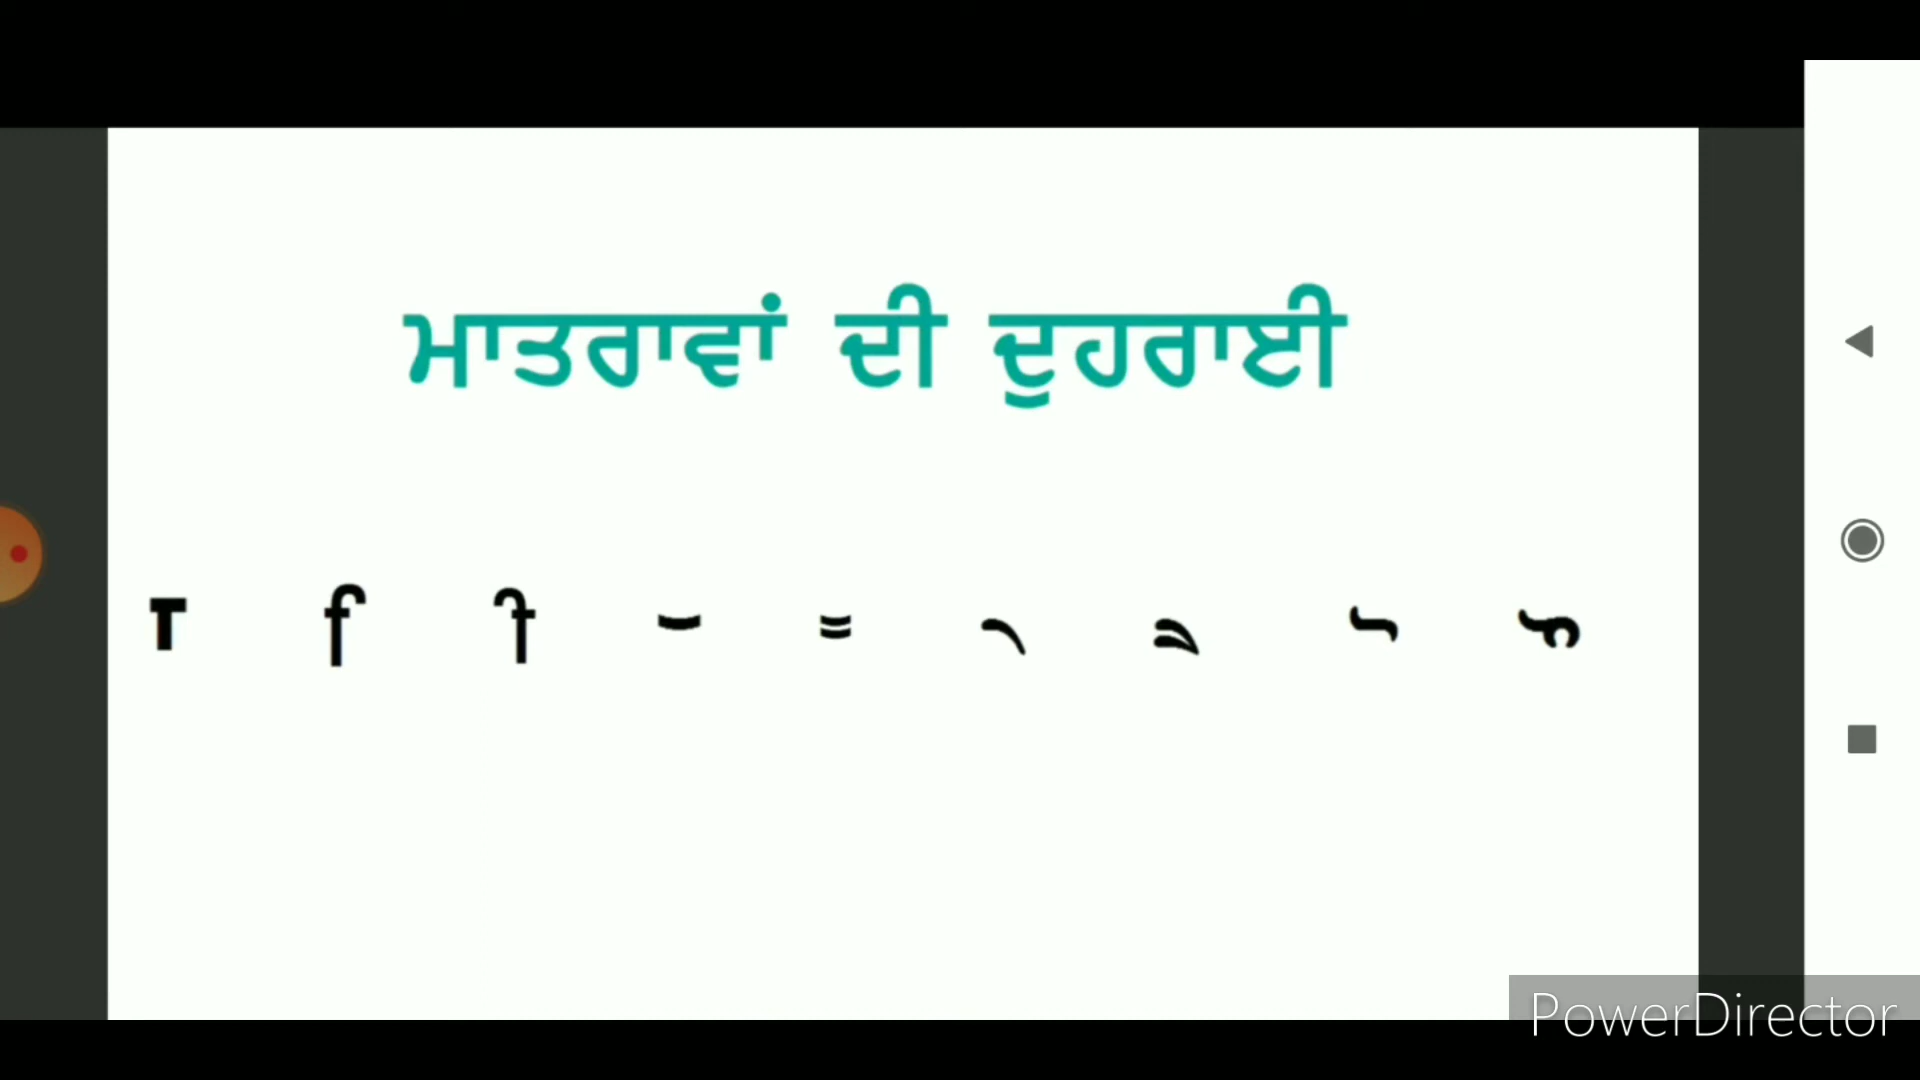 ਮਾਤਰਾਵਾਂ ਦੀ ਦੁਹਰਾਈ
ਾ ਿ ੀ ੁ ੂ ੇ ੈ ੋ ੌ
PowerDirector